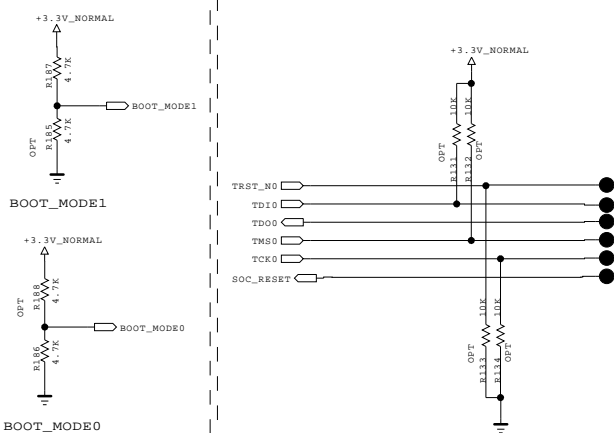 +3.3V_NORMAL
R187
4.7K
BOOT_MODE1
OPT
R185
4.7K
BOOT_MODE1
+3.3V_NORMAL
OPT
R188
4.7K
BOOT_MODE0
R186
4.7K
BOOT_MODE0
+3.3V_NORMAL
10K
10K
OPT
OPT
R131
R132
TRST_N0
TDI0
TDO0
TMS0
TCK0
SOC_RESET
10K
10K
OPT
OPT
R133
R134